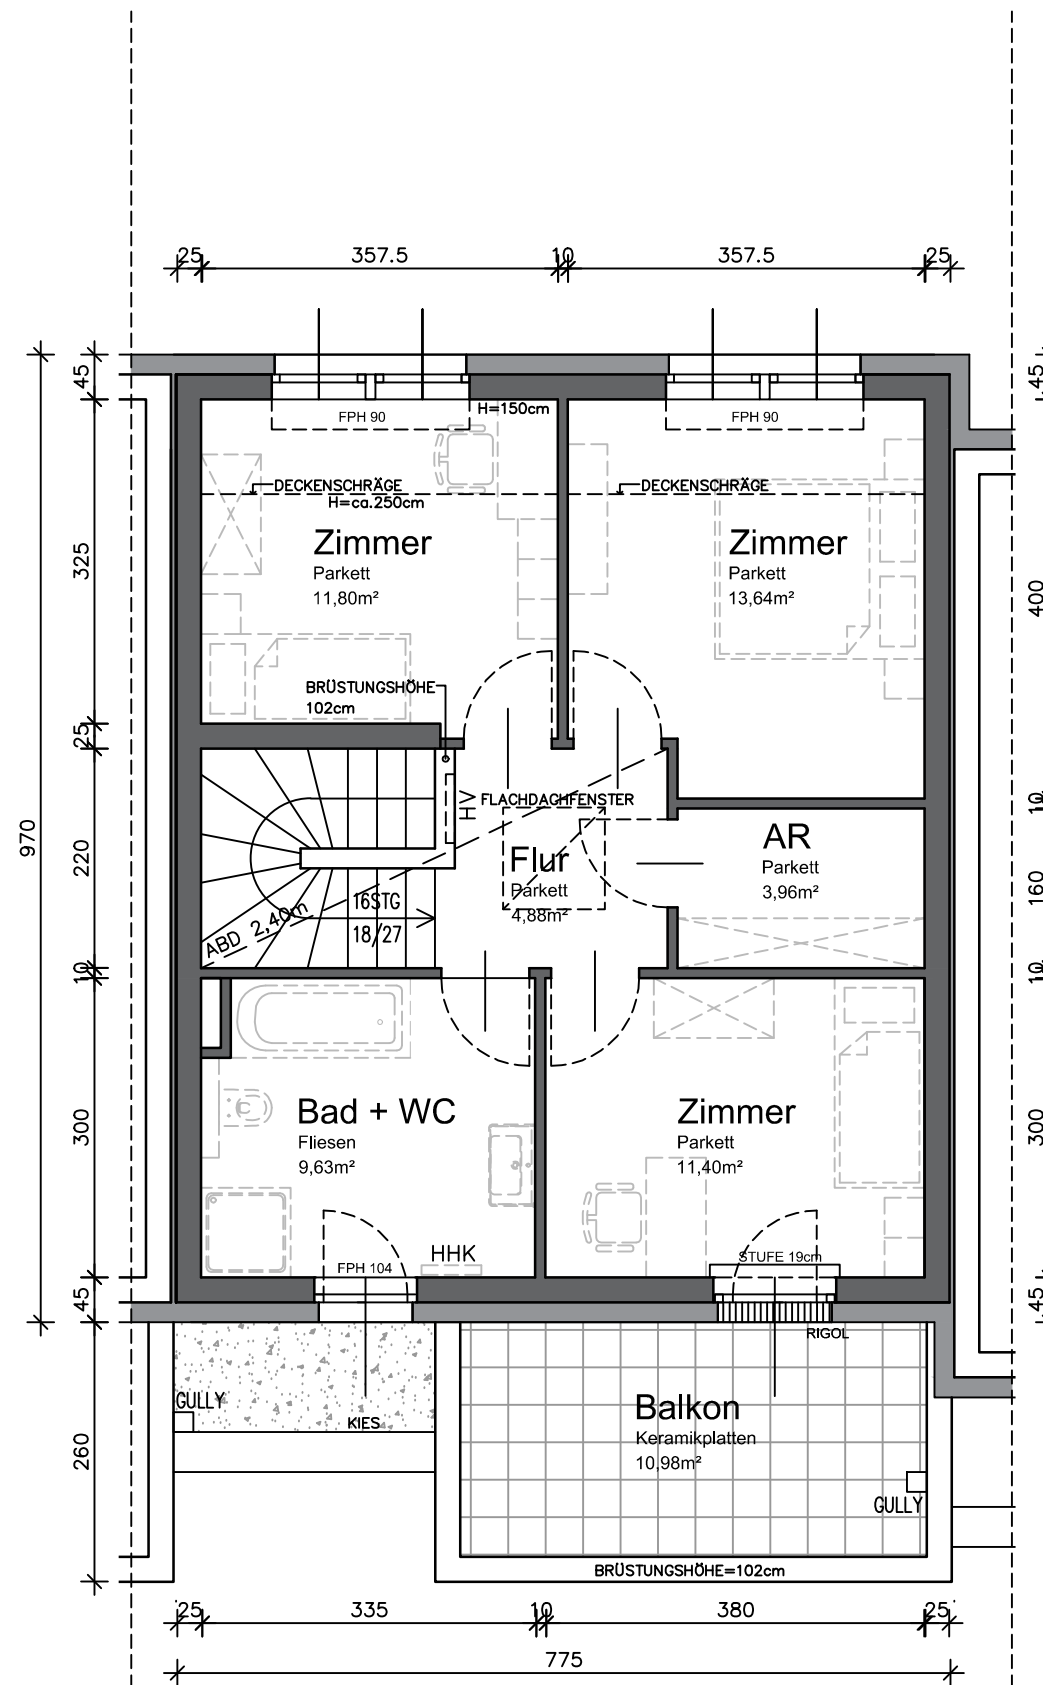 25 357.5 10 357.5 25
45
45
FPH 90
FPH 90
H=150cm
DECKENSCHRÄGE
H=ca.250cm
DECKENSCHRÄGE
Zimmer
Parkett
11,80m²
Zimmer
Parkett
13,64m²
325
400
BRÜSTUNGSHÖHE
102cm
25
HV
FLACHDACHFENSTER
10
970
220
Flur
Parkett
4,88m²
AR
Parkett
3,96m²
160
16STG
18/27
ABD 2,40m
10
10
300
Bad + WC
Fliesen
9,63m²
Zimmer
Parkett
11,40m²
300
HHK
FPH 104
STUFE 19cm
45
45
RIGOL
GULLY
KIES
Balkon
Keramikplatten
10,98m²
260
GULLY
BRÜSTUNGSHÖHE=102cm
25 335 10 380 25
775